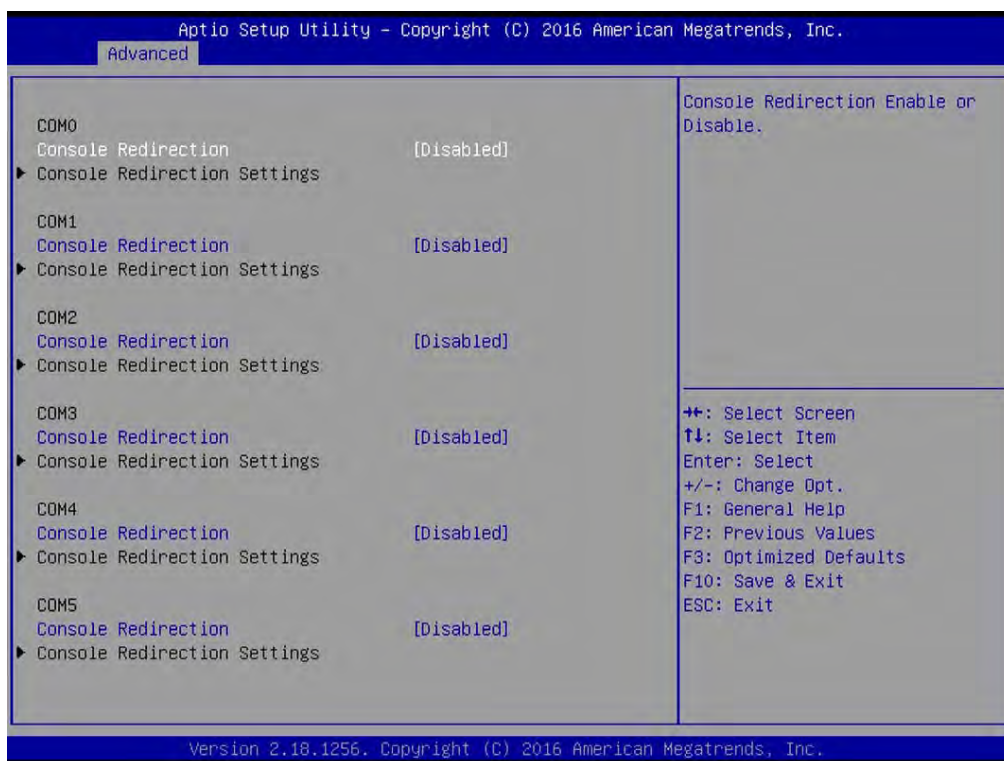 Aptio Setup Utility – Copyright (C) 2016 American Megatrends, Inc.
Advanced
COM0
Console Redirection [Disabled]
► Console Redirection Settings
COM1
Console Redirection [Disabled]
► Console Redirection Settings
COM2
Console Redirection [Disabled]
► Console Redirection Settings
COM3
Console Redirection [Disabled]
► Console Redirection Settings
COM4
Console Redirection [Disabled]
► Console Redirection Settings
COM5
Console Redirection [Disabled]
► Console Redirection Settings
Console Redirection Enable or
Disable.
→←: Select Screen
↑↓: Select Item
Enter: Select
+/-: Change Opt.
F1: General Help
F2: Previous Values
F3: Optimized Defaults
F10: Save & Exit
ESC: Exit
Version 2.18.1256. Copyright (C) 2016 American Megatrends, Inc.